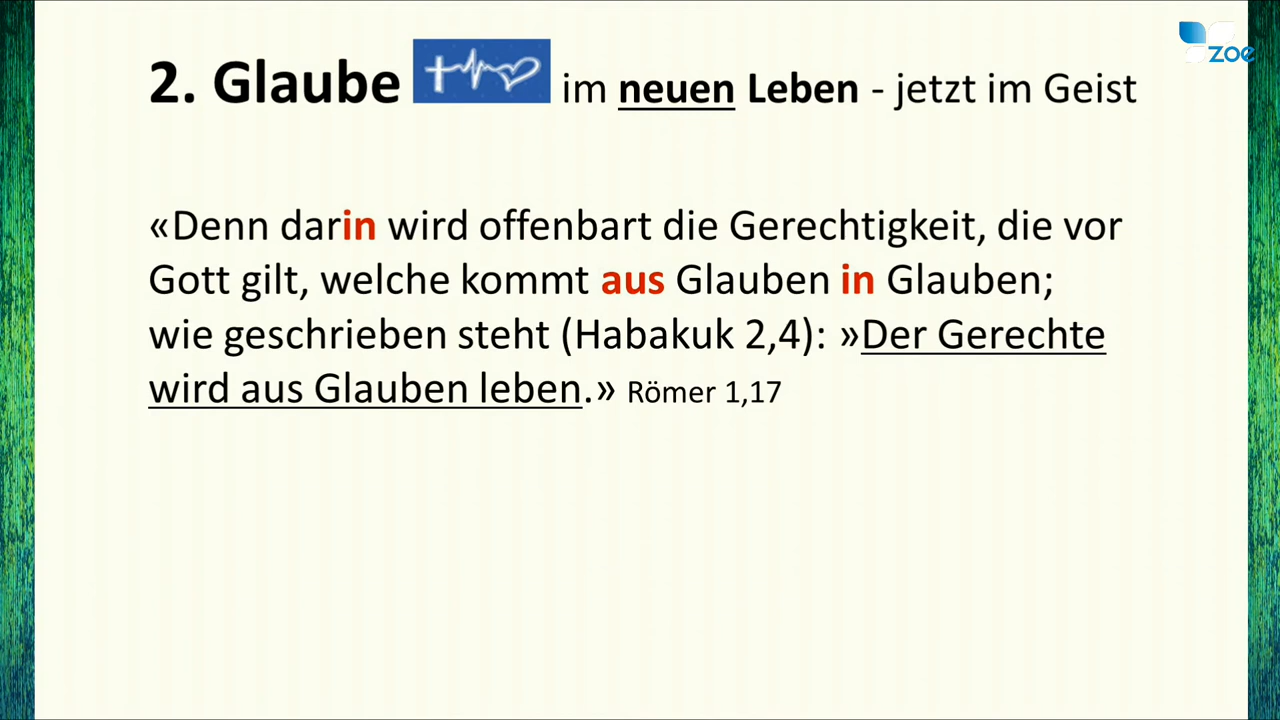 zoe
2. Glaube im neuen Leben - jetzt im Geist
«Denn darin wird offenbart die Gerechtigkeit, die vor
Gott gilt, welche kommt aus Glauben in Glauben;
wie geschrieben steht (Habakuk 2,4): »Der Gerechte
wird aus Glauben leben.» Römer 1,17